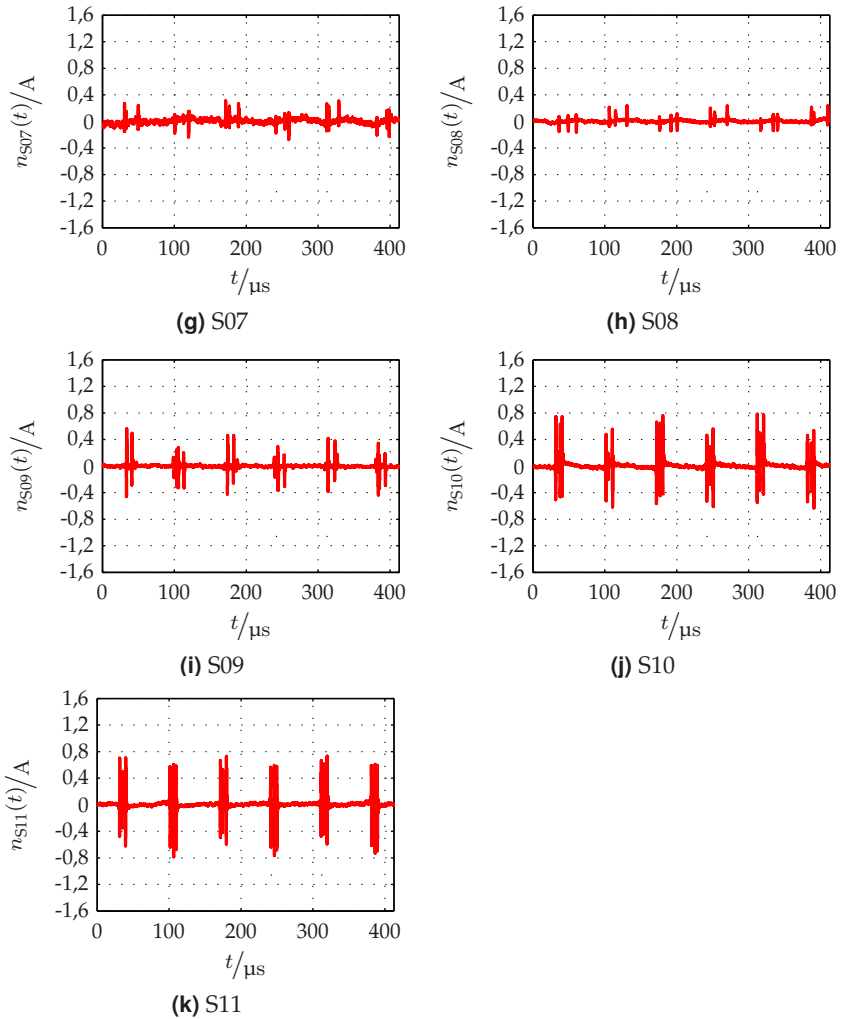 1,6
1,2
0,8
0,4
0
-0,4
-0,8
-1,2
-1,6
n_S07(t)/A
0 100 200 300 400
t/µs
(g) S07
1,6
1,2
0,8
0,4
0
-0,4
-0,8
-1,2
-1,6
n_S08(t)/A
0 100 200 300 400
t/µs
(h) S08
1,6
1,2
0,8
0,4
0
-0,4
-0,8
-1,2
-1,6
n_S09(t)/A
0 100 200 300 400
t/µs
(i) S09
1,6
1,2
0,8
0,4
0
-0,4
-0,8
-1,2
-1,6
n_S10(t)/A
0 100 200 300 400
t/µs
(j) S10
1,6
1,2
0,8
0,4
0
-0,4
-0,8
-1,2
-1,6
n_S11(t)/A
0 100 200 300 400
t/µs
(k) S11